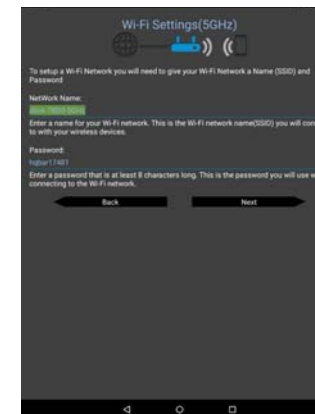 Wi-Fi Settings(5GHz)
To setup a Wi-Fi Network you will need to give your Wi-Fi Network a Name (SSID) and
Password
NetWork Name:
Enter a name for your Wi-Fi network. This is the Wi-Fi network name(SSID) you will con
to with your wireless devices.
Password:
hqbar17481
Enter a password that is at least 8 characters long. This is the password you will use w
connecting to the Wi-Fi network.
Back
Next